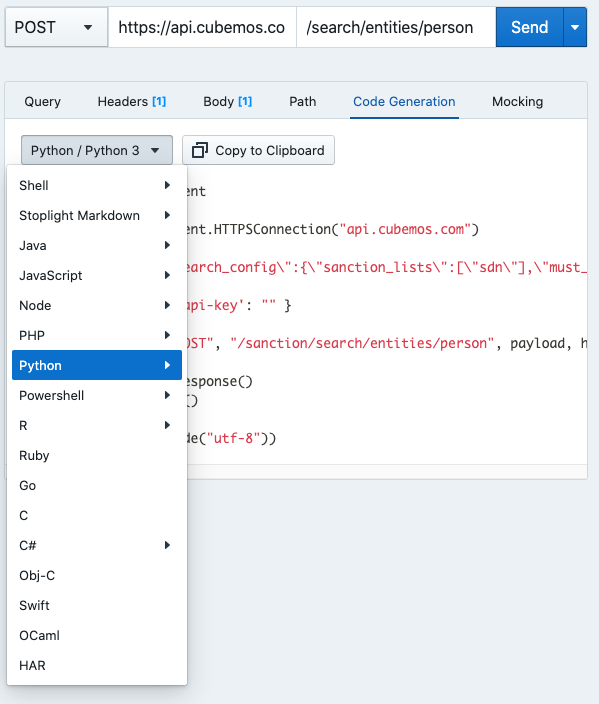 POST https://api.cubemos.co /search/entities/person Send
Query Headers [1] Body [1] Path Code Generation Mocking
Python / Python 3 Copy to Clipboard
Shell
Stoplight Markdown
Java
JavaScript
Node
PHP
Python
Powershell
R
Ruby
Go
C
C#
Obj-C
Swift
OCaml
HAR
ent
ent.HTTPSConnection("api.cubemos.com")
earch_config\":{\"sanction_lists\":[\"sdn\"],\"must_
api-key': "" }
OST", "/sanction/search/entities/person", payload, h
esponse()
()
de("utf-8"))